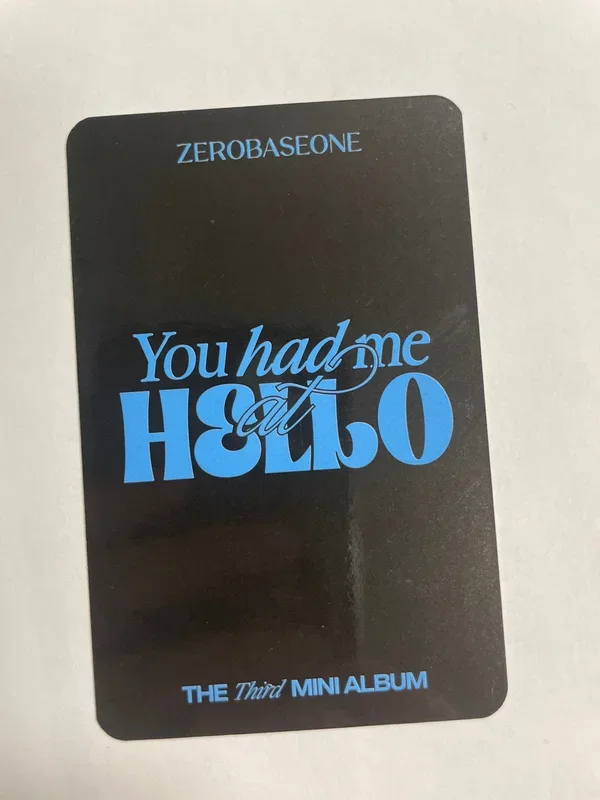 ZEROBASEONE
You had me
at
HELLO
THE Third MINI ALBUM